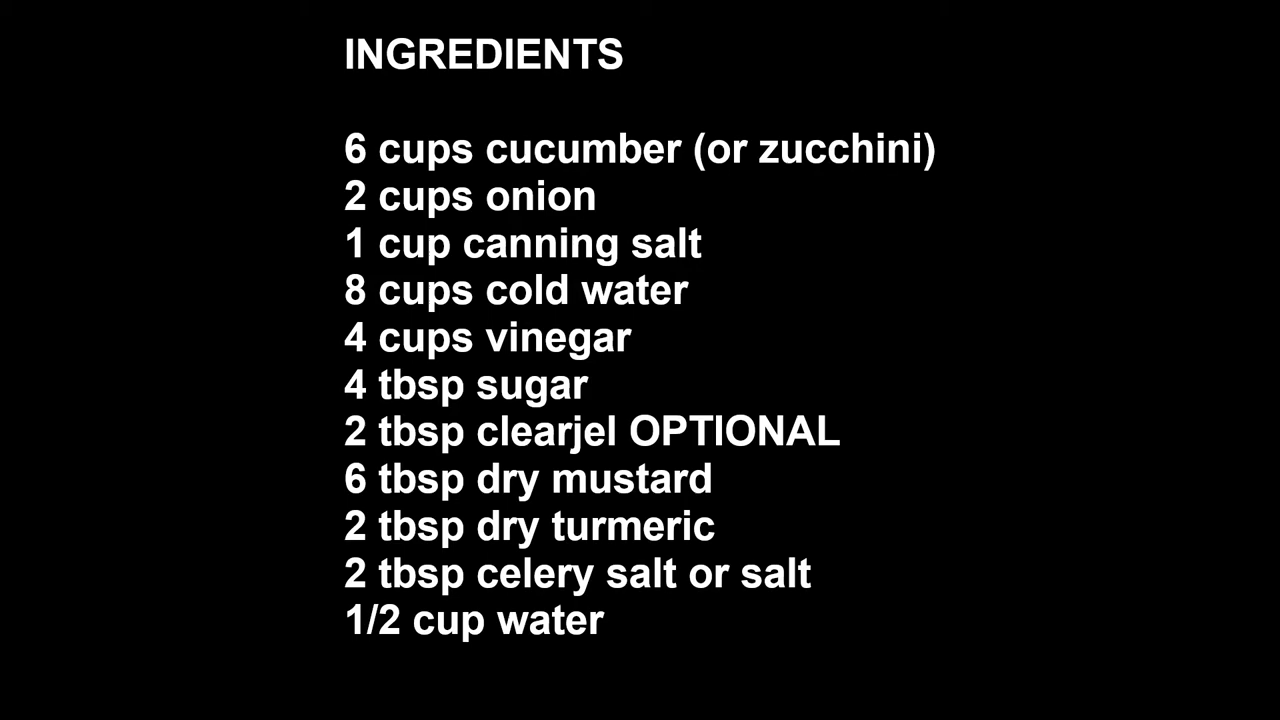 INGREDIENTS
6 cups cucumber (or zucchini)
2 cups onion
1 cup canning salt
8 cups cold water
4 cups vinegar
4 tbsp sugar
2 tbsp clearjel OPTIONAL
6 tbsp dry mustard
2 tbsp dry turmeric
2 tbsp celery salt or salt
1/2 cup water